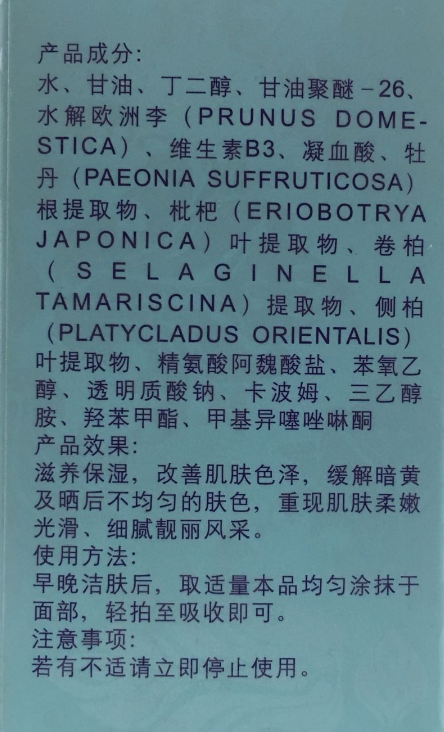 产品成分:
水、甘油、丁二醇、甘油聚醚-26、
水解欧洲李（PRUNUS DOME-
STICA）、维生素B3、凝血酸、牡
丹（PAEONIA SUFFRUTICOSA）
根提取物、枇杷（ERIOBOTRYA
JAPONICA）叶提取物、卷柏
（SELAGINELLA
TAMARISCINA）提取物、侧柏
（PLATYCLADUS ORIENTALIS）
叶提取物、精氨酸阿魏酸盐、苯氧乙
醇、透明质酸钠、卡波姆、三乙醇
胺、羟苯甲酯、甲基异噻唑啉酮
产品效果:
滋养保湿，改善肌肤色泽，缓解暗黄
及晒后不均匀的肤色，重现肌肤柔嫩
光滑、细腻靓丽风采。
使用方法:
早晚洁肤后，取适量本品均匀涂抹于
面部，轻拍至吸收即可。
注意事项:
若有不适请立即停止使用。